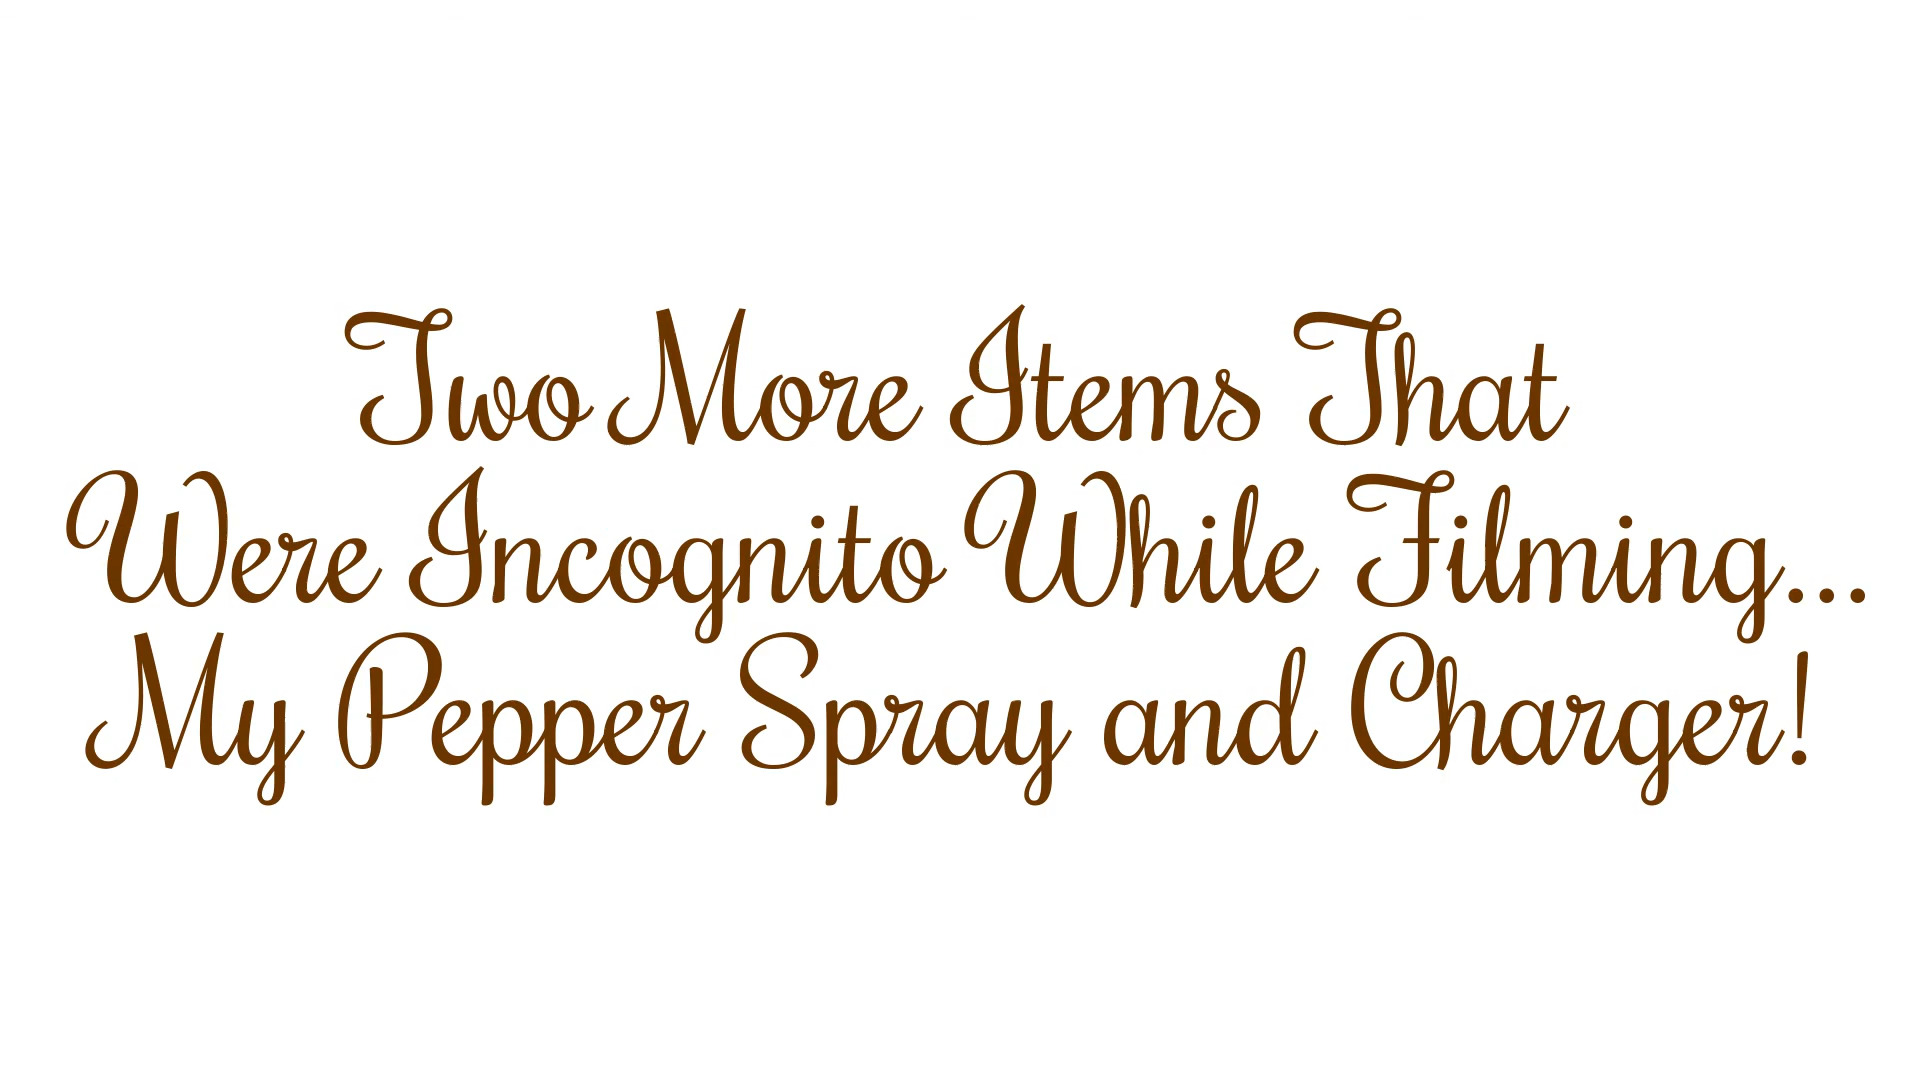 Two More Items That
Were Incognito While Filming...
My Pepper Spray and Charger!